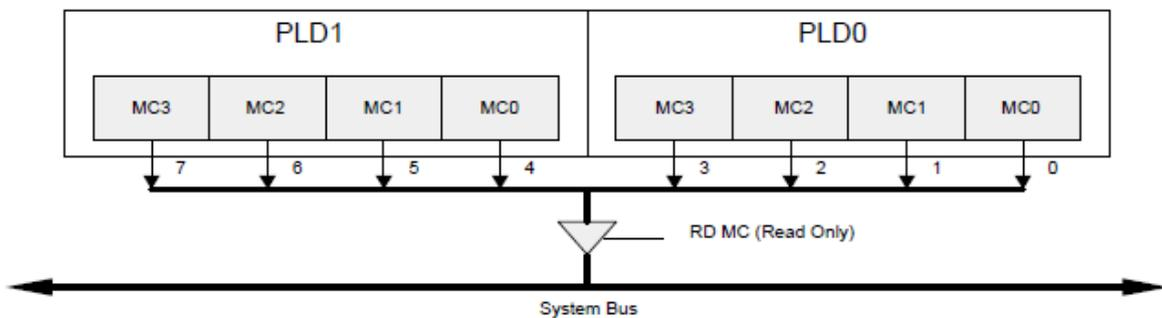 PLD1 PLD0
MC3 MC2 MC1 MC0 MC3 MC2 MC1 MC0
7 6 5 4 3 2 1 0
RD MC (Read Only)
System Bus